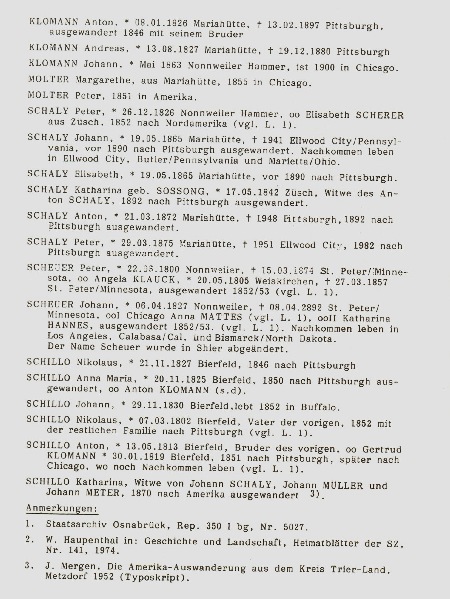 KLOMANN Anton, * 08.01.1826 Mariahütte, † 13.02.1897 Pittsburgh,
ausgewandert 1846 mit seinem Bruder
KLOMANN Andreas, * 13.08.1827 Mariahütte, † 19.12.1880 Pittsburgh
KLOMANN Johann, * Mai 1863 Nonnweiler Hammer, ist 1900 in Chicago.
MOLTER Margarethe, aus Mariahütte, 1855 in Chicago.
MOLTER Peter, 1851 in Amerika.
SCHALY Peter, * 26.12.1826 Nonnweiler Hammer, oo Elisabeth SCHERER
aus Züsch, 1852 nach Nordamerika (vgl. L. 1).
SCHALY Johann, * 19.05.1865 Mariahütte, † 1941 Ellwood City/Pennsyl-
vania, vor 1890 nach Pittsburgh ausgewandert. Nachkommen leben
in Ellwood City, Butler/Pennsylvania und Marietta/Ohio.
SCHALY Elisabeth, * 19.05.1865 Mariahütte, vor 1890 nach Pittsburgh.
SCHALY Katharina geb. SOSSONG, * 17.05.1842 Züsch, Witwe des An-
ton SCHALY, 1892 nach Pittsburgh ausgewandert.
SCHALY Anton, * 21.03.1872 Mariahütte, † 1948 Pittsburgh, 1892 nach
Pittsburgh ausgewandert.
SCHALY Peter, * 29.03.1875 Mariahütte, † 1951 Ellwood City, 1982 nach
Pittsburgh ausgewandert.
SCHEUER Peter, * 22.10.1800 Nonnweiler, † 15.03.1874 St. Peter/Minne-
sota, oo Angela KLAUCK, * 20.05.1805 Weiskirchen, † 27.03.1857
St. Peter/Minnesota, ausgewandert 1852/53 (vgl. L. 1).
SCHEUER Johann, * 06.04.1827 Nonnweiler, † 08.04.2892 St. Peter/
Minnesota, ooI Chicago Anna MATTES (vgl. L. 1), ooII Katharina
HANNES, ausgewandert 1852/53. (vgl. L. 1). Nachkommen leben in
Los Angeles, Calabasa/Cal. und Bismarck/North Dakota.
Der Name Scheuer wurde in Shier abgeändert.
SCHILLO Nikolaus, * 21.11.1827 Bierfeld, 1846 nach Pittsburgh
SCHILLO Anna Maria, * 20.11.1825 Bierfeld, 1850 nach Pittsburgh aus-
gewandert, oo Anton KLOMANN (s.d).
SCHILLO Johann, * 29.11.1830 Bierfeld, lebt 1852 in Buffalo.
SCHILLO Nikolaus, * 07.03.1802 Bierfeld, Vater der vorigen, 1852 mit
der restlichen Familie nach Pittsburgh (vgl. L. 1).
SCHILLO Anton, * 13.05.1813 Bierfeld, Bruder des vorigen, oo Gertrud
KLOMANN * 30.01.1819 Bierfeld, 1851 nach Pittsburgh, später nach
Chicago, wo noch Nachkommen leben (vgl. L. 1).
SCHILLO Katharina, Witwe von Johann SCHALY, Johann MÜLLER und
Johann METER, 1870 nach Amerika ausgewandert 3).
Anmerkungen:
1. Staatsarchiv Osnabrück, Rep. 350 I bg, Nr. 5027.
2. W. Haupenthal in: Geschichte und Landschaft, Heimatblätter der SZ,
Nr. 141, 1974.
3. J. Mergen, Die Amerika-Auswanderung aus dem Kreis Trier-Land,
Metzdorf 1952 (Typoskript).